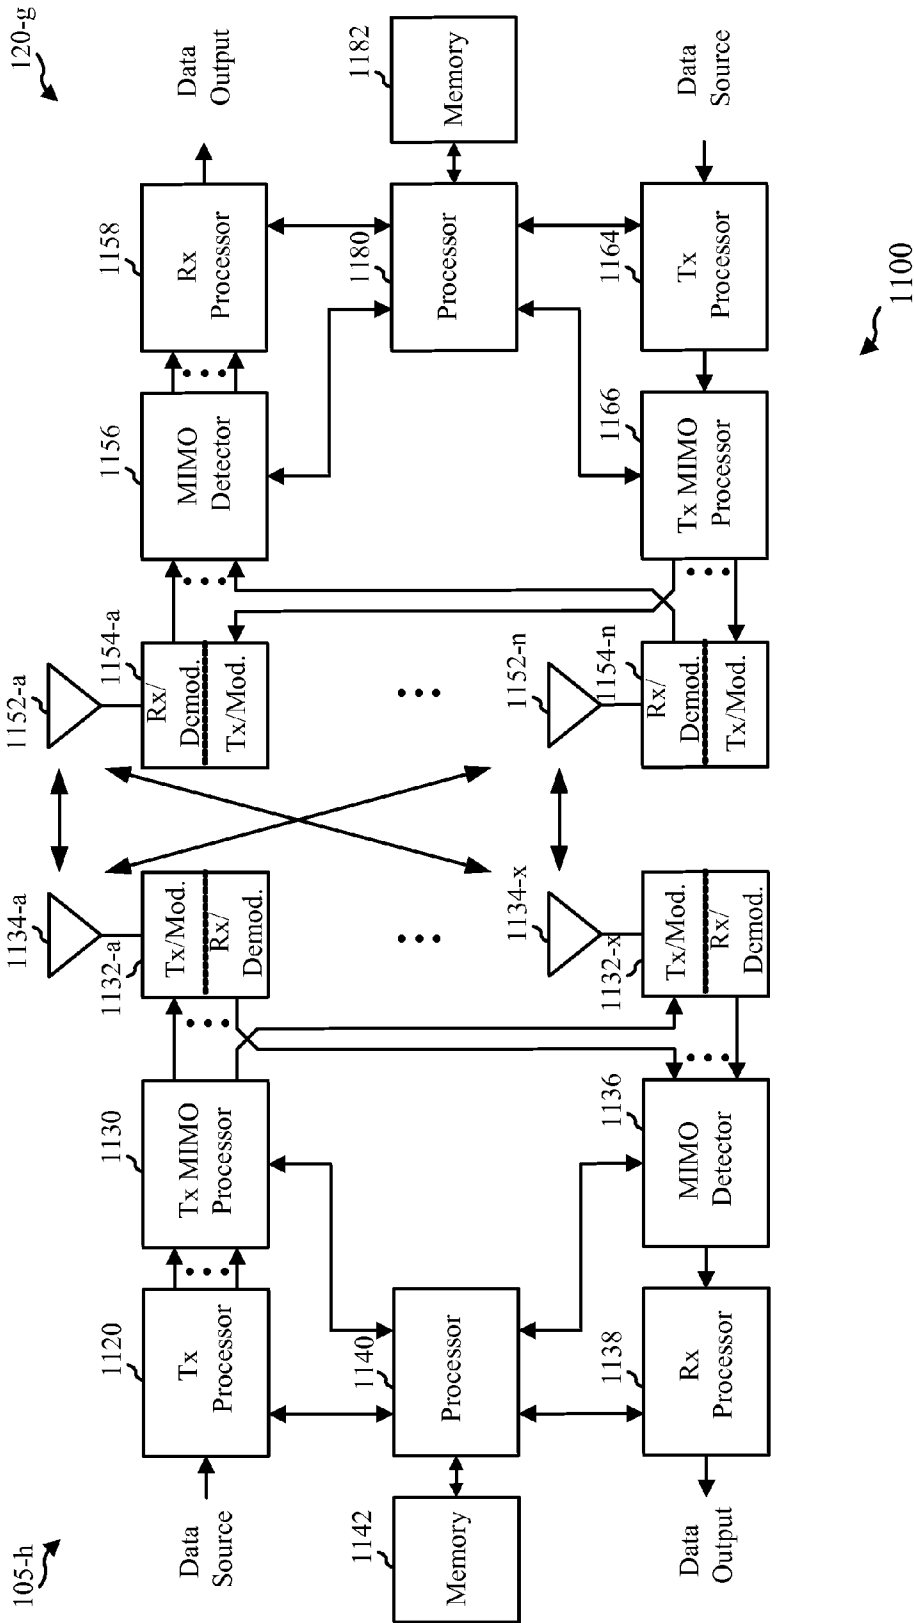 105-h
120-g
1134-a
1152-a
1120
1130
1132-a
1154-a
1156
1158
Data
Source
Tx
Processor
Tx MIMO
Processor
Tx/Mod.
Rx/
Demod.
Rx/
Demod.
Tx/Mod.
MIMO
Detector
Rx
Processor
Data
Output
1142
1140
1180
1182
Memory
Processor
Processor
Memory
1134-x
1152-n
1138
1136
1132-x
1154-n
1166
1164
Data
Output
Rx
Processor
MIMO
Detector
Tx/Mod.
Rx/
Demod.
Rx/
Demod.
Tx/Mod.
Tx MIMO
Processor
Tx
Processor
Data
Source
1100